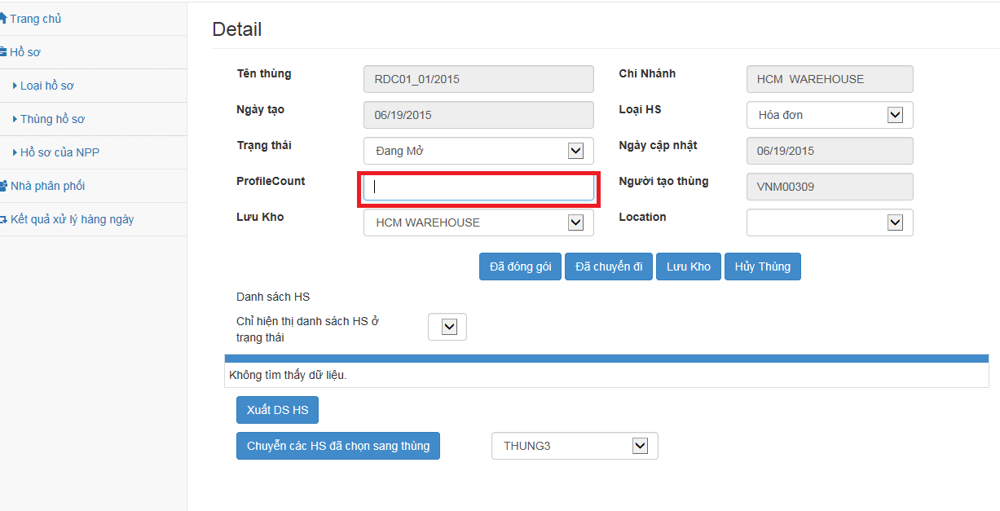 Trang chủ
Hồ sơ
Loại hồ sơ
Thùng hồ sơ
Hồ sơ của NPP
Nhà phân phối
Kết quả xử lý hàng ngày
Detail
Tên thùng RDC01_01/2015 Chi Nhánh HCM WAREHOUSE
Ngày tạo 06/19/2015 Loại HS Hóa đơn
Trạng thái Đang Mở Ngày cập nhật 06/19/2015
ProfileCount Người tạo thùng VNM00309
Lưu Kho HCM WAREHOUSE Location
Đã đóng gói Đã chuyển đi Lưu Kho Hủy Thùng
Danh sách HS
Chỉ hiện thị danh sách HS ở
trạng thái
Không tìm thấy dữ liệu.
Xuất DS HS
Chuyễn các HS đã chọn sang thùng THUNG3